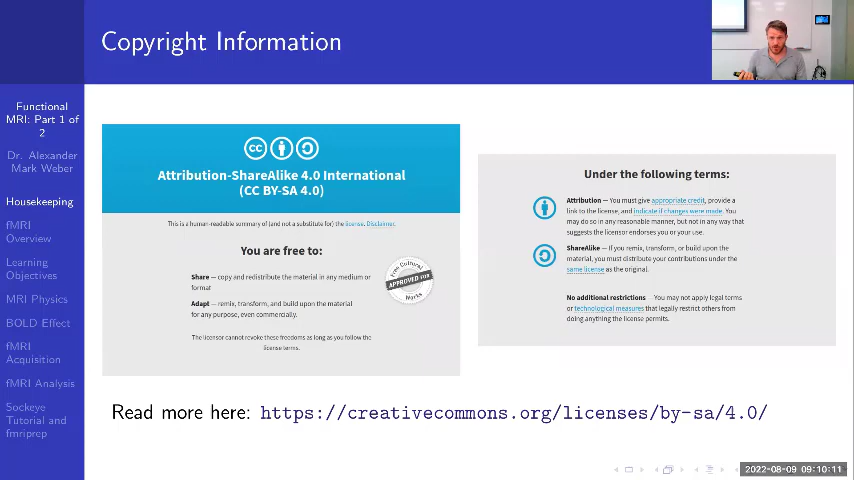 Copyright Information
Functional
MRI: Part 1 of
2
Dr. Alexander
Mark Weber
Housekeeping
fMRI
Overview
Learning
Objectives
MRI Physics
BOLD Effect
fMRI
Acquisition
fMRI Analysis
Sockeye
Tutorial and
fmriprep
cc
Attribution-ShareAlike 4.0 International
(CC BY-SA 4.0)
This is a human-readable summary of (and not a substitute for) the license. Disclaimer.
You are free to:
Share — copy and redistribute the material in any medium or
format
Adapt — remix, transform, and build upon the material
for any purpose, even commercially.
The licensor cannot revoke these freedoms as long as you follow the
license terms.
Free Cultural
APPROVED FOR
Works
Under the following terms:
Attribution — You must give appropriate credit, provide a
link to the license, and indicate if changes were made. You
may do so in any reasonable manner, but not in any way that
suggests the licensor endorses you or your use.
ShareAlike — If you remix, transform, or build upon the
material, you must distribute your contributions under the
same license as the original.
No additional restrictions — You may not apply legal terms
or technological measures that legally restrict others from
doing anything the license permits.
Read more here: https://creativecommons.org/licenses/by-sa/4.0/
2022-08-09 09:10:11